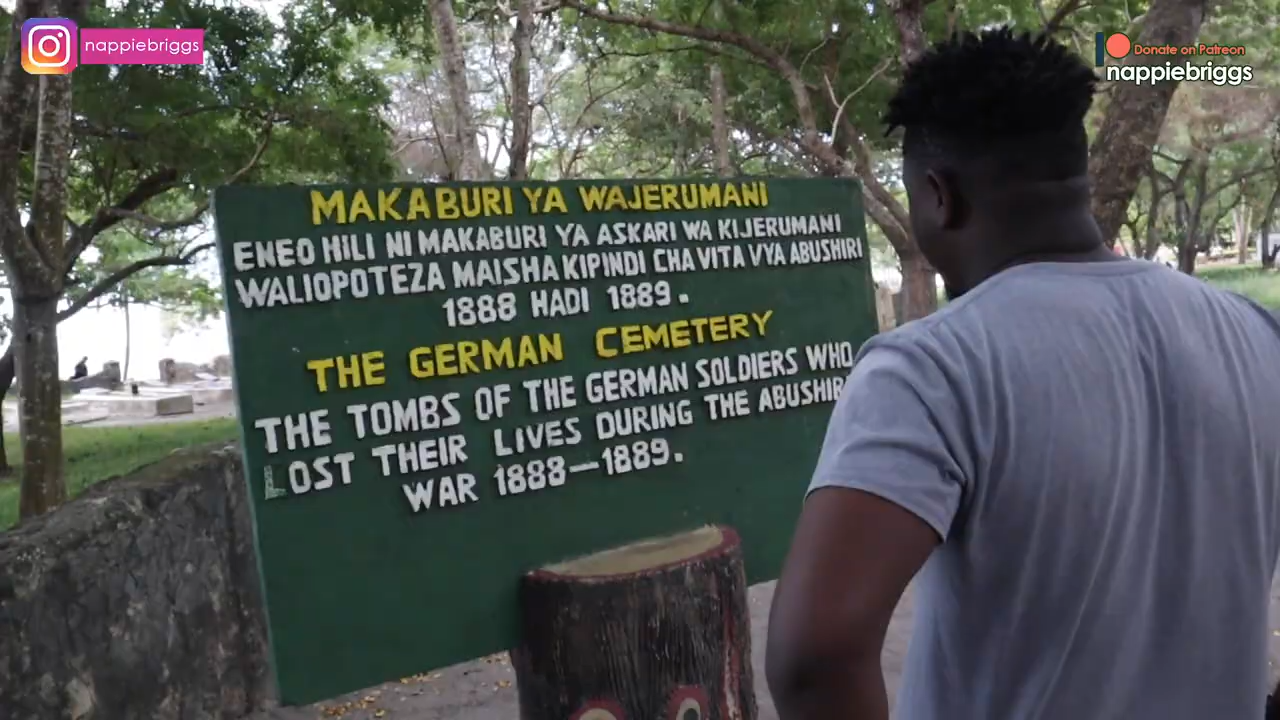 nappiebriggs
Donate on Patreon
nappiebriggs
MAKABURI YA WAJERUMANI
ENEO HILI NI MAKABURI YA ASKARI WA KIJERUMANI
WALIOPOTEZA MAISHA KIPINDI CHA VITA VYA ABUSHIRI
1888 HADI 1889.
THE GERMAN CEMETERY
THE TOMBS OF THE GERMAN SOLDIERS WHO
LOST THEIR LIVES DURING THE ABUSHIR
WAR 1888-1889.